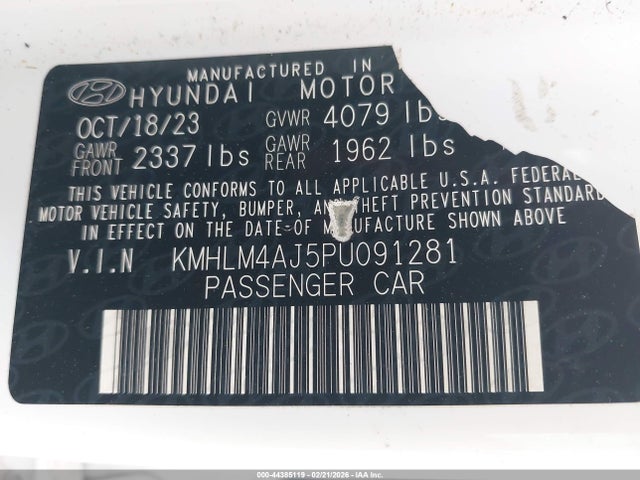 MANUFACTURED IN
HYUNDAI MOTOR
OCT/18/23 GVWR 4079 lbs
GAWR FRONT 2337 lbs GAWR REAR 1962 lbs
THIS VEHICLE CONFORMS TO ALL APPLICABLE U.S.A. FEDERAL
MOTOR VEHICLE SAFETY, BUMPER, AND THEFT PREVENTION STANDARD
IN EFFECT ON THE DATE OF MANUFACTURE SHOWN ABOVE
V.I.N KMHLM4AJ5PU091281
PASSENGER CAR
000-44385119 - 02/21/2026 - IAAI.COM